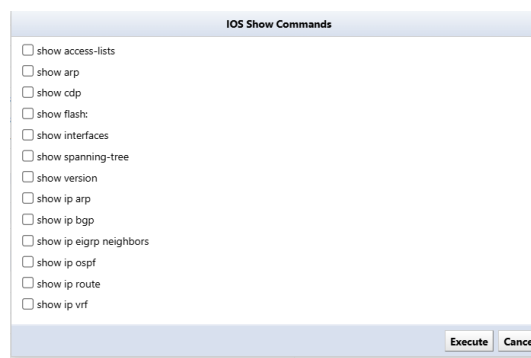 IOS Show Commands
show access-lists
show arp
show cdp
show flash:
show interfaces
show spanning-tree
show version
show ip arp
show ip bgp
show ip eigrp neighbors
show ip ospf
show ip route
show ip vrf
Execute Cance